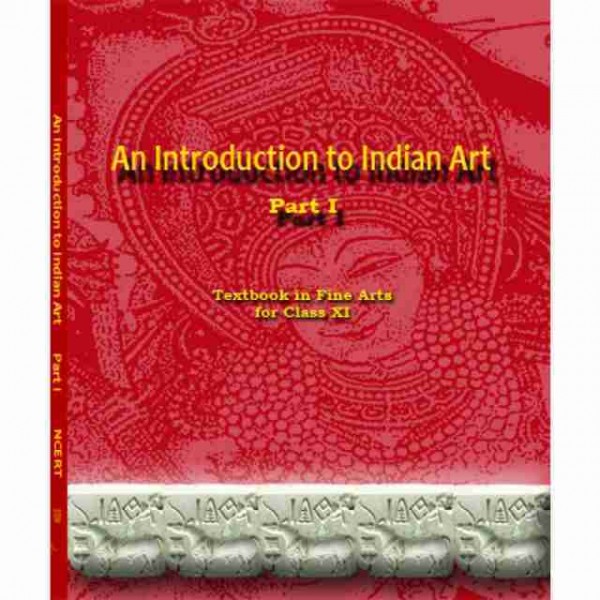 An Introduction to Indian Art
Part I
Textbook in Fine Arts
for Class XI
An Introduction to Indian Art Part I NCERT